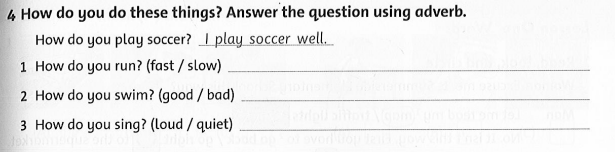 4 How do you do these things? Answer the question using adverb.
How do you play soccer? I play soccer well.
1 How do you run? (fast / slow)
2 How do you swim? (good / bad)
3 How do you sing? (loud / quiet)